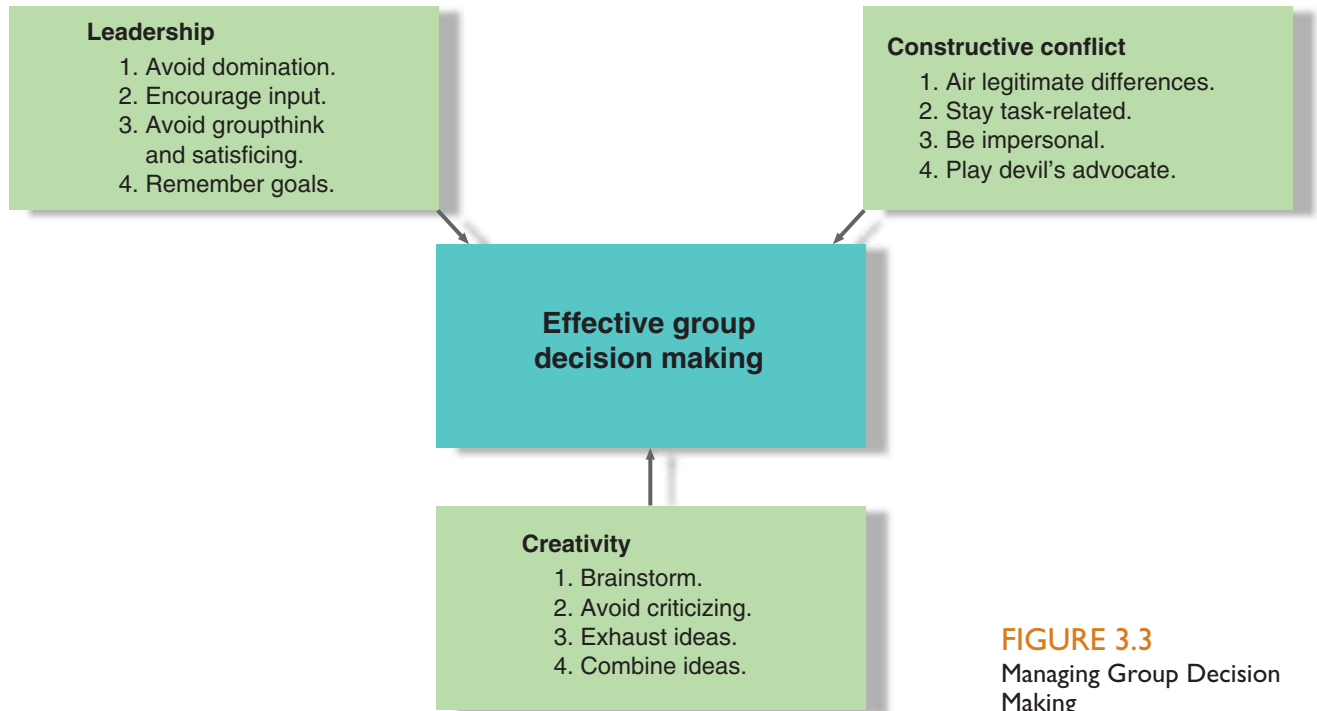 Leadership
1. Avoid domination.
2. Encourage input.
3. Avoid groupthink
and satisficing.
4. Remember goals.
Constructive conflict
1. Air legitimate differences.
2. Stay task-related.
3. Be impersonal.
4. Play devil’s advocate.
Effective group
decision making
Creativity
1. Brainstorm.
2. Avoid criticizing.
3. Exhaust ideas.
4. Combine ideas.
FIGURE 3.3
Managing Group Decision
Making